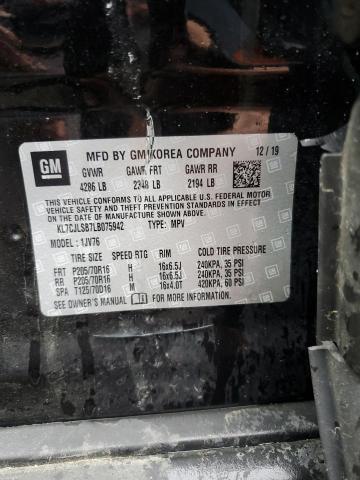 GM
MFD BY GM KOREA COMPANY 12/19
GVWR GAWR FRT GAWR RR
4286 LB 2248 LB 2194 LB
THIS VEHICLE CONFORMS TO ALL APPLICABLE U.S. FEDERAL MOTOR
VEHICLE SAFETY, BUMPER, AND THEFT PREVENTION STANDARDS IN
EFFECT ON THE DATE OF MANUFACTURE SHOWN ABOVE.
KL7CJLSB7LB075942 TYPE: MPV
MODEL: 1JV76
TIRE SIZE SPEED RTG RIM COLD TIRE PRESSURE
FRT P205/70R16 H 16x6.5J 240KPA, 35 PSI
RR P205/70R16 H 16x6.5J 240KPA, 35 PSI
SPA T125/70D16 M 16x4.0T 420KPA, 60 PSI
SEE OWNER'S MANUAL FOR ADDITIONAL INFORMATION.